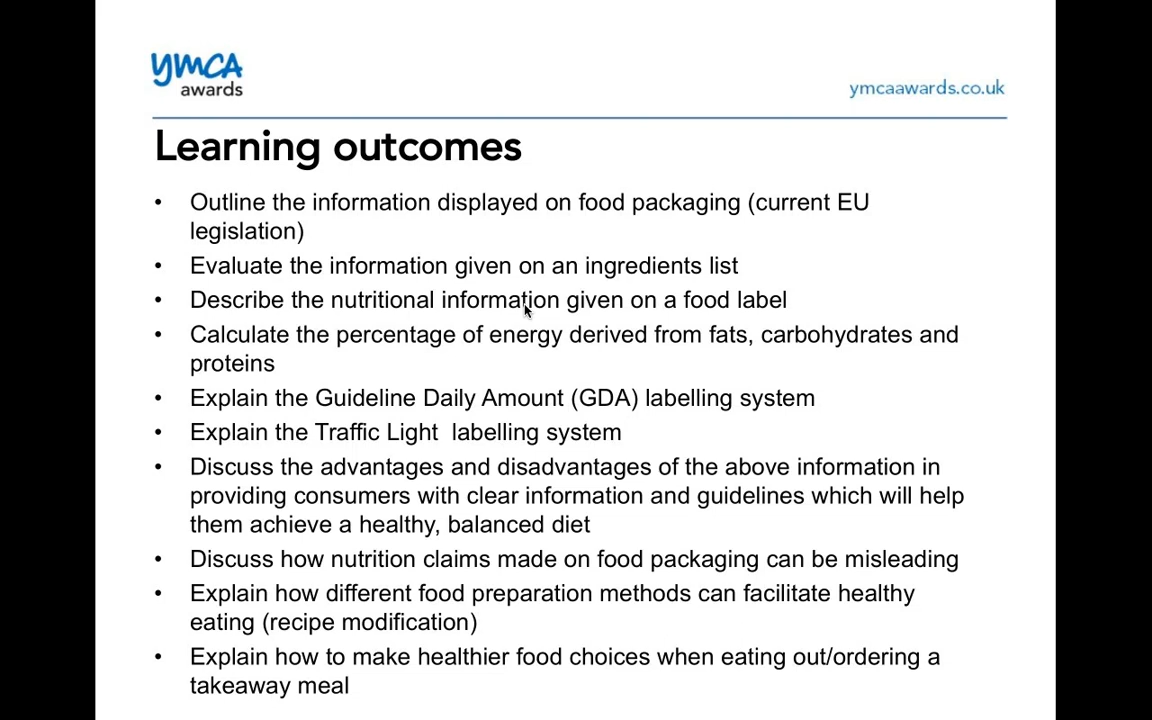 ymca
awards
ymcaawards.co.uk
Learning outcomes
• Outline the information displayed on food packaging (current EU
legislation)
• Evaluate the information given on an ingredients list
• Describe the nutritional information given on a food label
• Calculate the percentage of energy derived from fats, carbohydrates and
proteins
• Explain the Guideline Daily Amount (GDA) labelling system
• Explain the Traffic Light  labelling system
• Discuss the advantages and disadvantages of the above information in
providing consumers with clear information and guidelines which will help
them achieve a healthy, balanced diet
• Discuss how nutrition claims made on food packaging can be misleading
• Explain how different food preparation methods can facilitate healthy
eating (recipe modification)
• Explain how to make healthier food choices when eating out/ordering a
takeaway meal